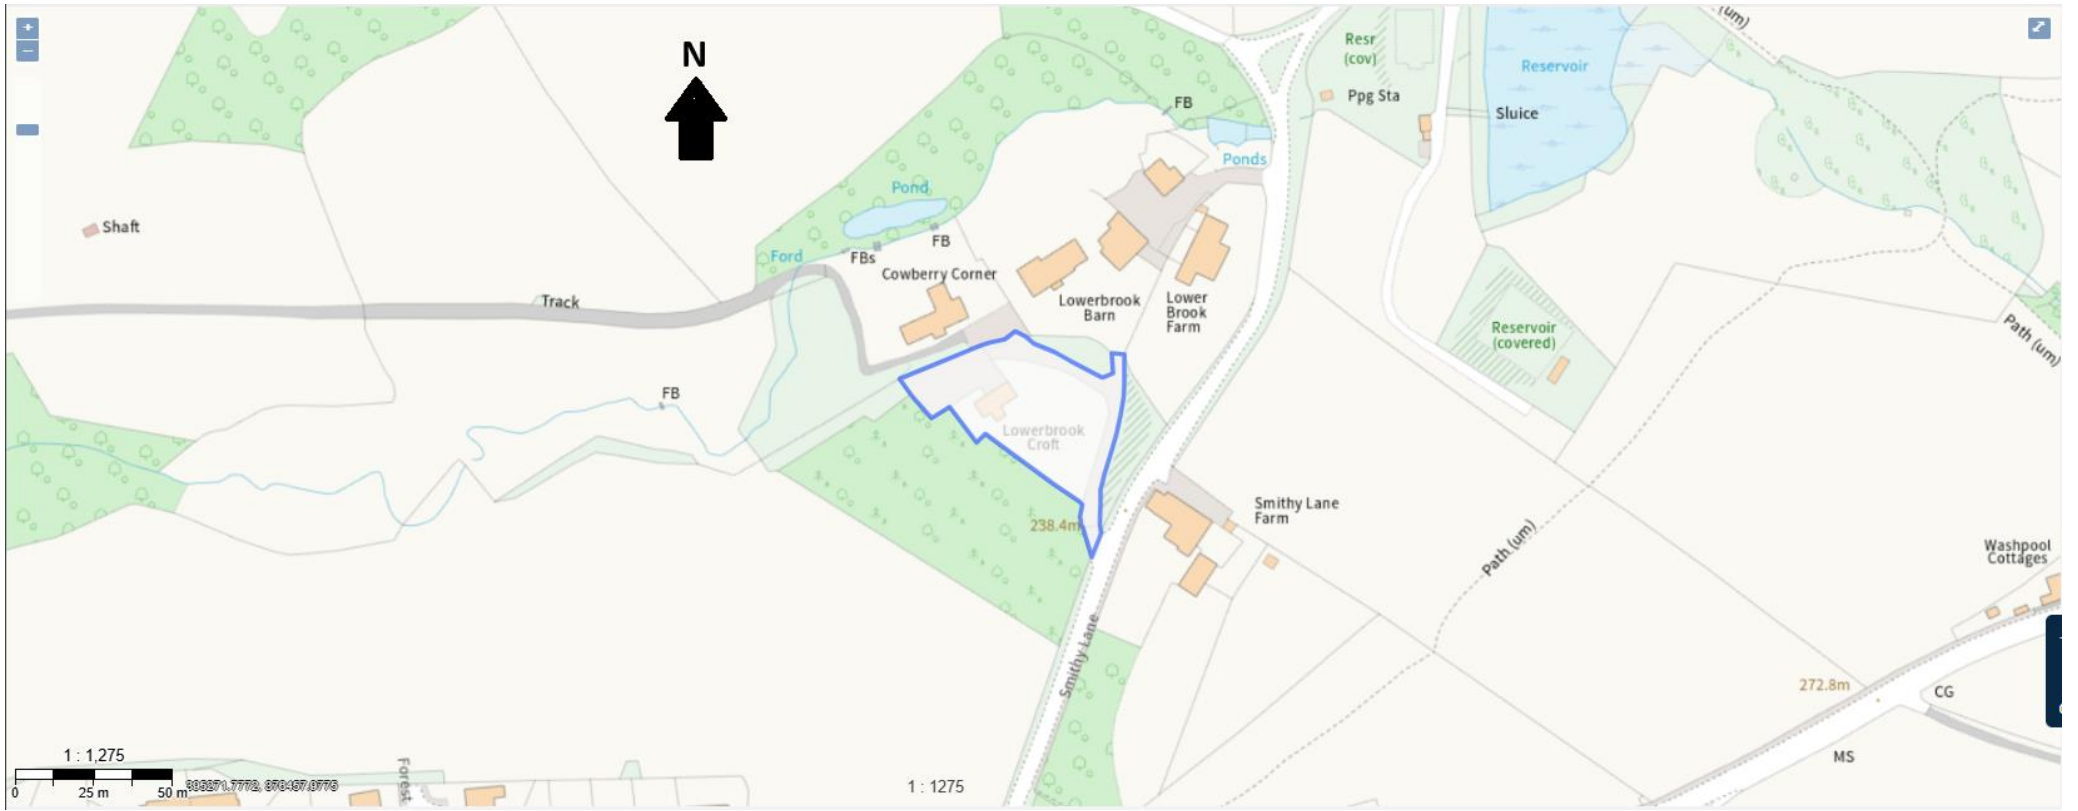 +
−
N
(um)
Resr
(cov)
Reservoir
Ppg Sta
FB
Sluice
Ponds
Pond
Shaft
FB
Ford
FBs
Cowberry Corner
Track
Lowerbrook
Barn
Lower
Brook
Farm
Reservoir
(covered)
Path (um)
FB
Lowerbrook
Croft
Smithy Lane
Farm
238.4m
Path (um)
Washpool
Cottages
Smithy Lane
272.8m
CG
MS
1 : 1,275
Forest
0 25 m 50 m
1 : 1275